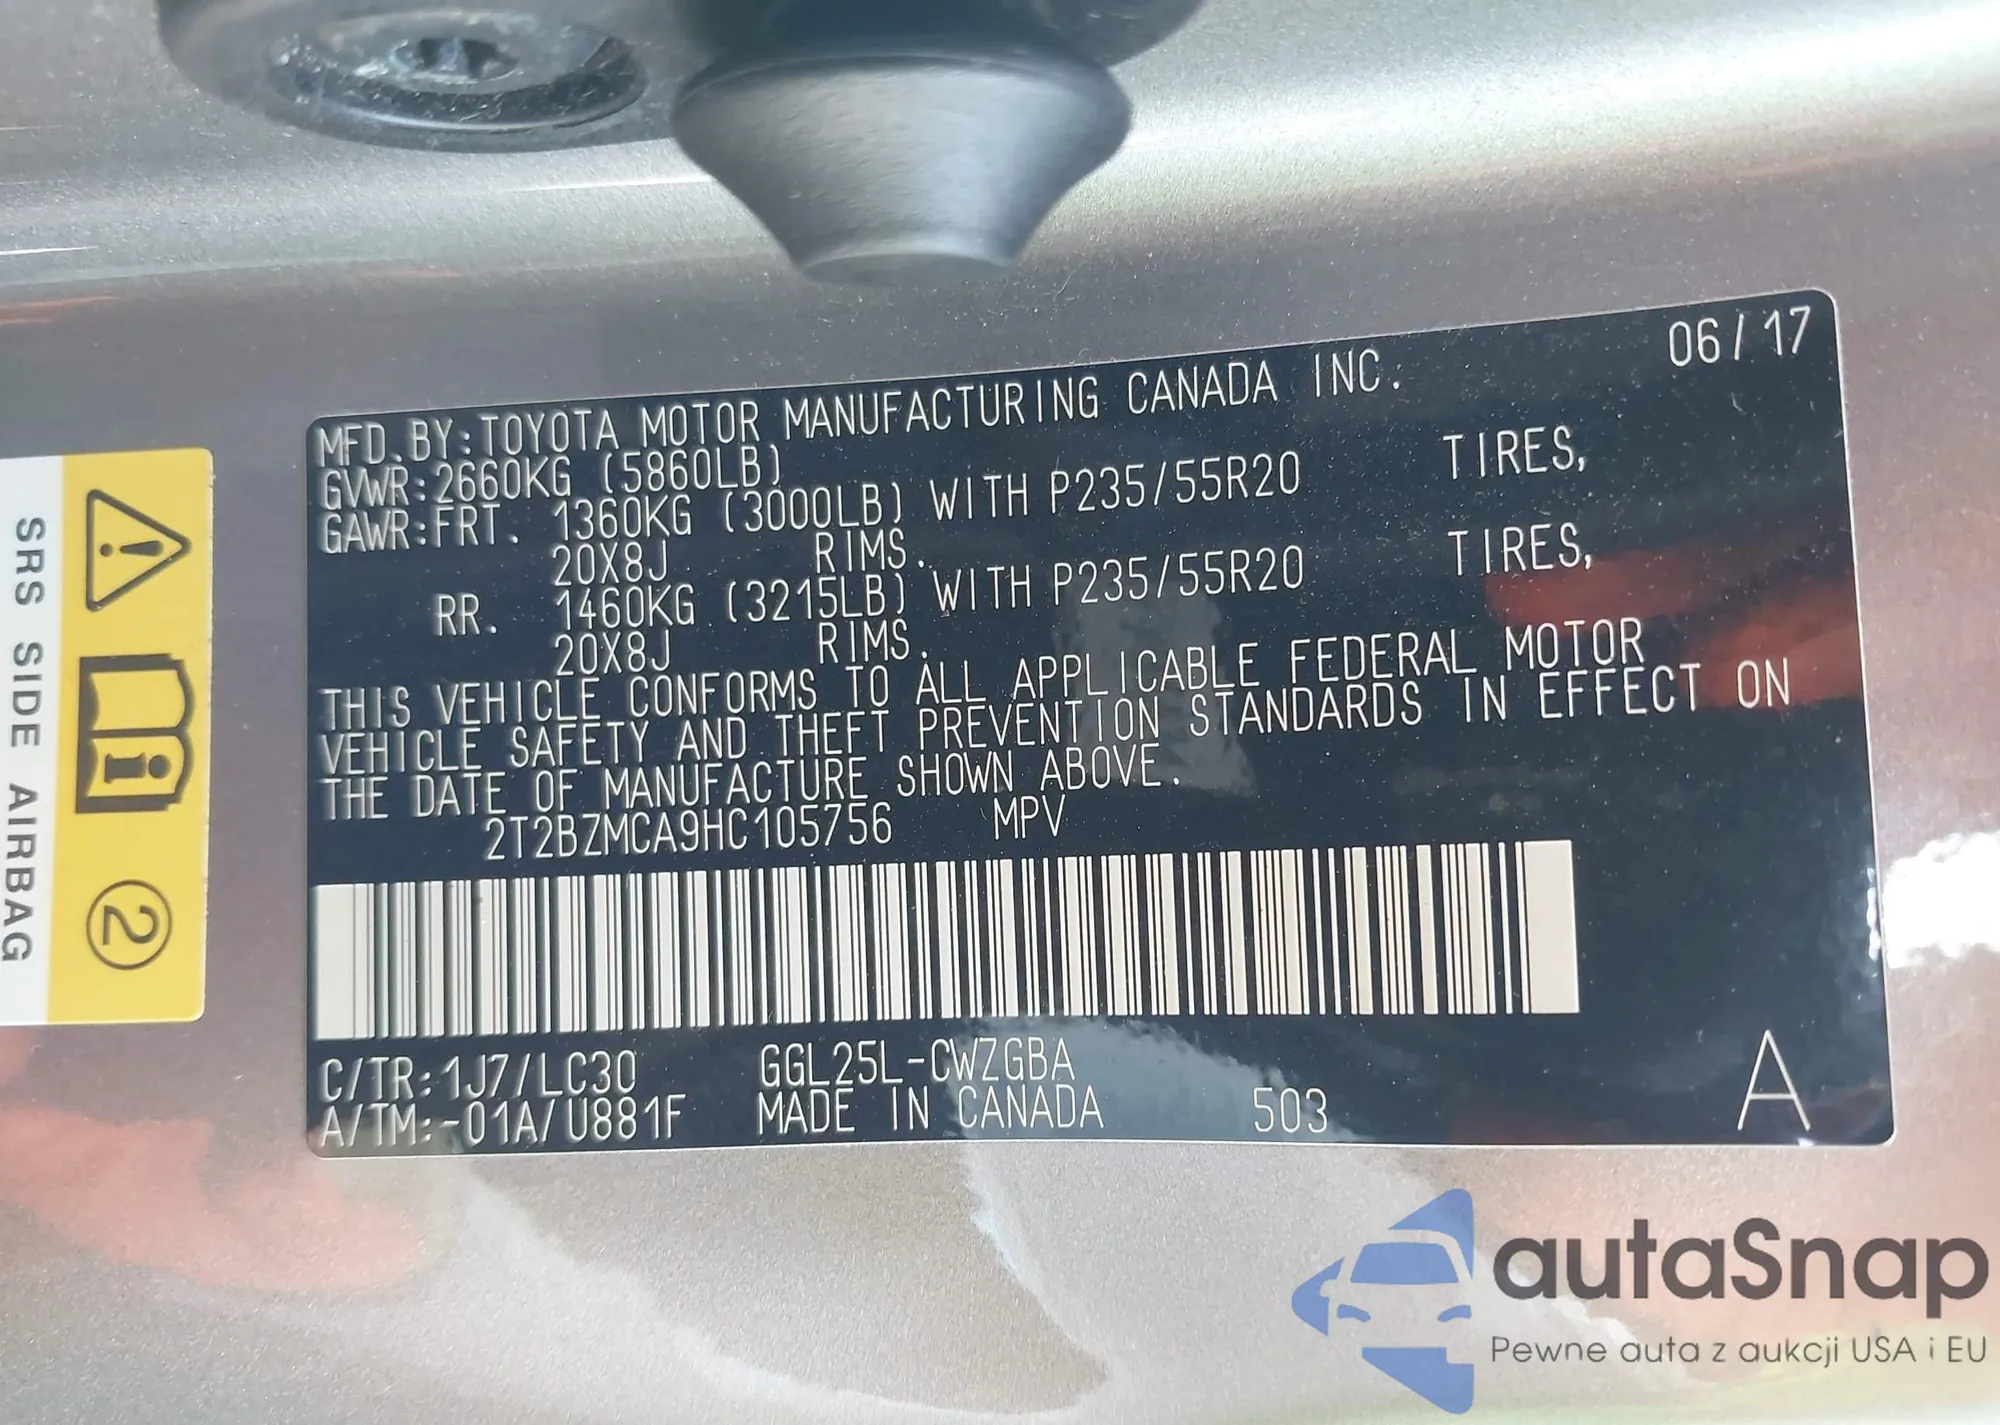 06/17
MFD.BY:TOYOTA MOTOR MANUFACTURING CANADA INC.
GVWR:2660KG (5860LB)
GAWR:FRT. 1360KG (3000LB) WITH P235/55R20 TIRES,
20X8J RIMS.
RR. 1460KG (3215LB) WITH P235/55R20 TIRES,
20X8J RIMS.
THIS VEHICLE CONFORMS TO ALL APPLICABLE FEDERAL MOTOR
VEHICLE SAFETY AND THEFT PREVENTION STANDARDS IN EFFECT ON
THE DATE OF MANUFACTURE SHOWN ABOVE.
2T2BZMCA9HC105756 MPV
C/TR:1J7/LC30 GGL25L-CWZGBA
A/TM:-01A/U881F MADE IN CANADA 503 A
SRS SIDE AIRBAG
2
autaSnap
Pewne auta z aukcji USA i EU